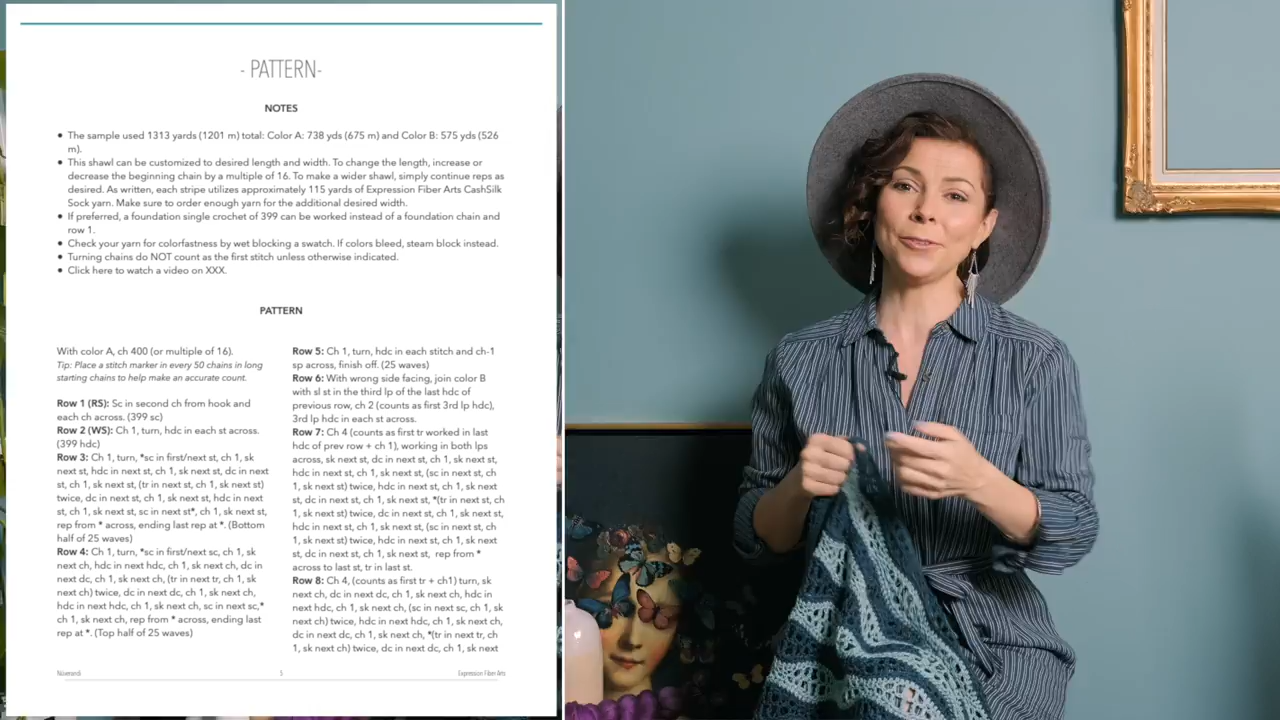 - PATTERN-
NOTES
• The sample used 1313 yards (1201 m) total: Color A: 738 yds (675 m) and Color B: 575 yds (526
m).
• This shawl can be customized to desired length and width. To change the length, increase or
decrease the beginning chain by a multiple of 16. To make a wider shawl, simply continue reps as
desired. As written, each stripe utilizes approximately 115 yards of Expression Fiber Arts CashSilk
Sock yarn. Make sure to order enough yarn for the additional desired width.
• If preferred, a foundation single crochet of 399 can be worked instead of a foundation chain and
row 1.
• Check your yarn for colorfastness by wet blocking a swatch. If colors bleed, steam block instead.
• Turning chains do NOT count as the first stitch unless otherwise indicated.
• Click here to watch a video on XXX.
PATTERN
With color A, ch 400 (or multiple of 16).
Tip: Place a stitch marker in every 50 chains in long
starting chains to help make an accurate count.
Row 1 (RS): Sc in second ch from hook and
each ch across. (399 sc)
Row 2 (WS): Ch 1, turn, hdc in each st across.
(399 hdc)
Row 3: Ch 1, turn, *sc in first/next st, ch 1, sk
next st, hdc in next st, ch 1, sk next st, dc in next
st, ch 1, sk next st, (tr in next st, ch 1, sk next st)
twice, dc in next st, ch 1, sk next st, hdc in next
st, ch 1, sk next st, sc in next st*, ch 1, sk next st,
rep from * across, ending last rep at *. (Bottom
half of 25 waves)
Row 4: Ch 1, turn, *sc in first/next sc, ch 1, sk
next ch, hdc in next hdc, ch 1, sk next ch, dc in
next dc, ch 1, sk next ch, (tr in next tr, ch 1, sk
next ch) twice, dc in next dc, ch 1, sk next ch,
hdc in next hdc, ch 1, sk next ch, sc in next sc,*
ch 1, sk next ch, rep from * across, ending last
rep at *. (Top half of 25 waves)
Row 5: Ch 1, turn, hdc in each stitch and ch-1
sp across, finish off. (25 waves)
Row 6: With wrong side facing, join color B
with sl st in the third lp of the last hdc of
previous row, ch 2 (counts as first 3rd lp hdc),
3rd lp hdc in each st across.
Row 7: Ch 4 (counts as first tr worked in last
hdc of prev row + ch 1), working in both lps
across, sk next st, dc in next st, ch 1, sk next st,
hdc in next st, ch 1, sk next st, (sc in next st, ch
1, sk next st) twice, hdc in next st, ch 1, sk next
st, dc in next st, ch 1, sk next st, *(tr in next st, ch
1, sk next st) twice, dc in next st, ch 1, sk next st,
hdc in next st, ch 1, sk next st, (sc in next st, ch
1, sk next st) twice, hdc in next st, ch 1, sk next
st, dc in next st, ch 1, sk next st, rep from *
across to last st, tr in last st.
Row 8: Ch 4, (counts as first tr + ch1) turn, sk
next ch, dc in next dc, ch 1, sk next ch, hdc in
next hdc, ch 1, sk next ch, (sc in next sc, ch 1, sk
next ch) twice, hdc in next hdc, ch 1, sk next ch,
dc in next dc, ch 1, sk next ch, *(tr in next tr, ch
1, sk next ch) twice, dc in next dc, ch 1, sk next
5
Expression Fiber Arts